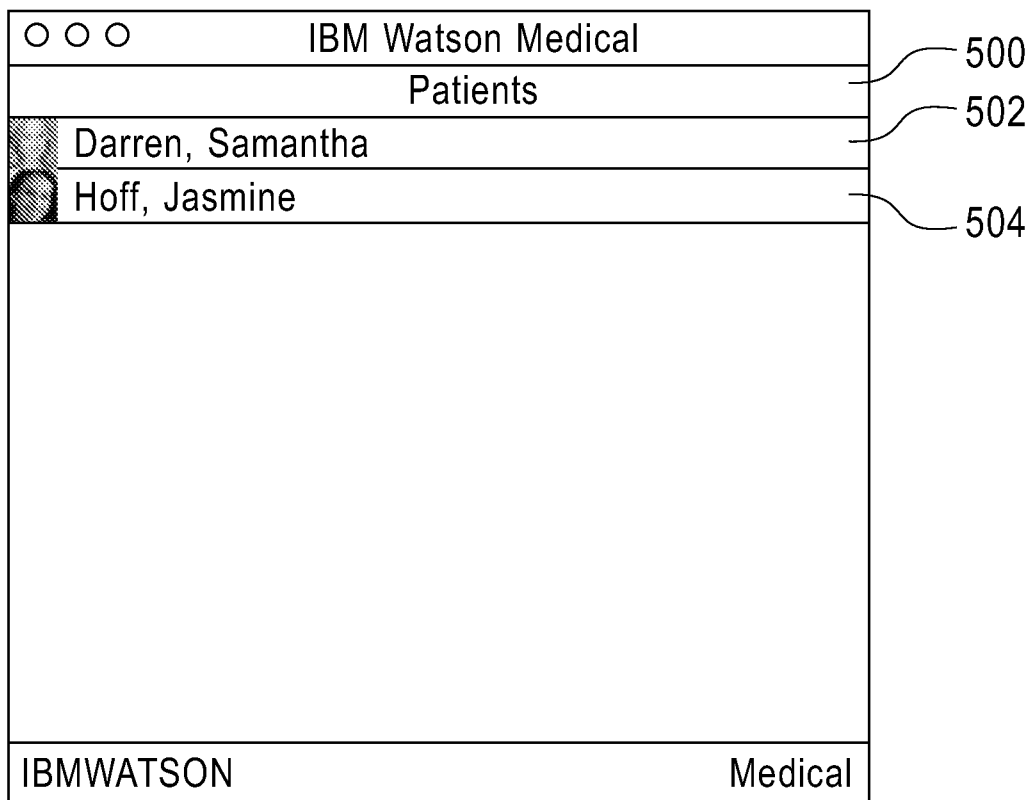 IBM Watson Medical
Patients
500
Darren, Samantha
502
Hoff, Jasmine
504
IBMWATSON Medical